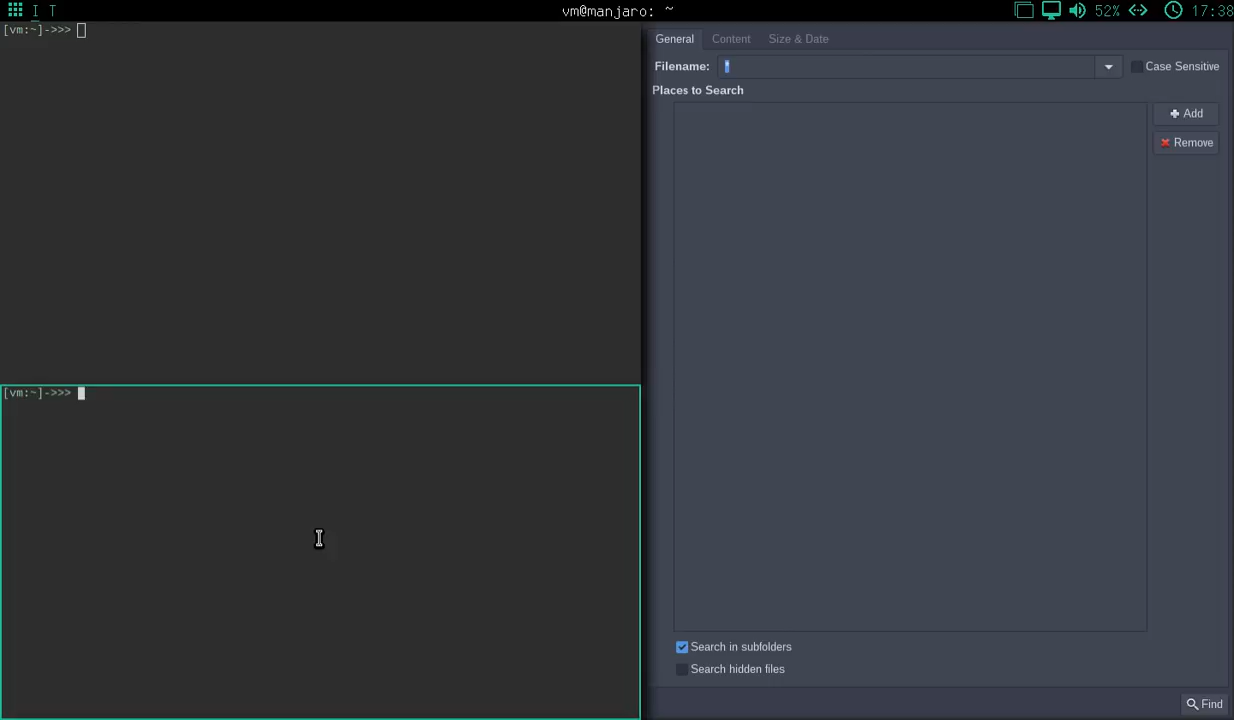 I T
vm@manjaro: ~
52%
17:38
[vm:~]->>>
[vm:~]->>>
General Content Size & Date
Filename: *
Case Sensitive
Places to Search
Add
Remove
Search in subfolders
Search hidden files
Find